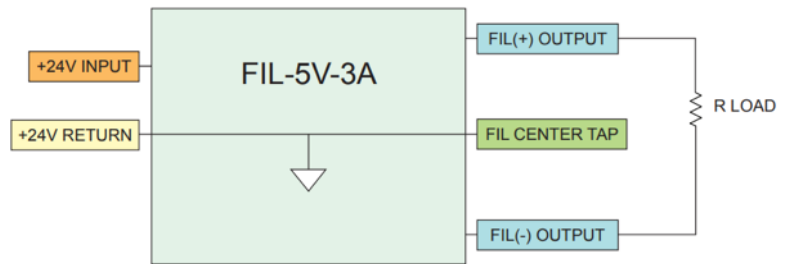 FIL-5V-3A
+24V INPUT
+24V RETURN
FIL(+) OUTPUT
FIL CENTER TAP
FIL(-) OUTPUT
R LOAD